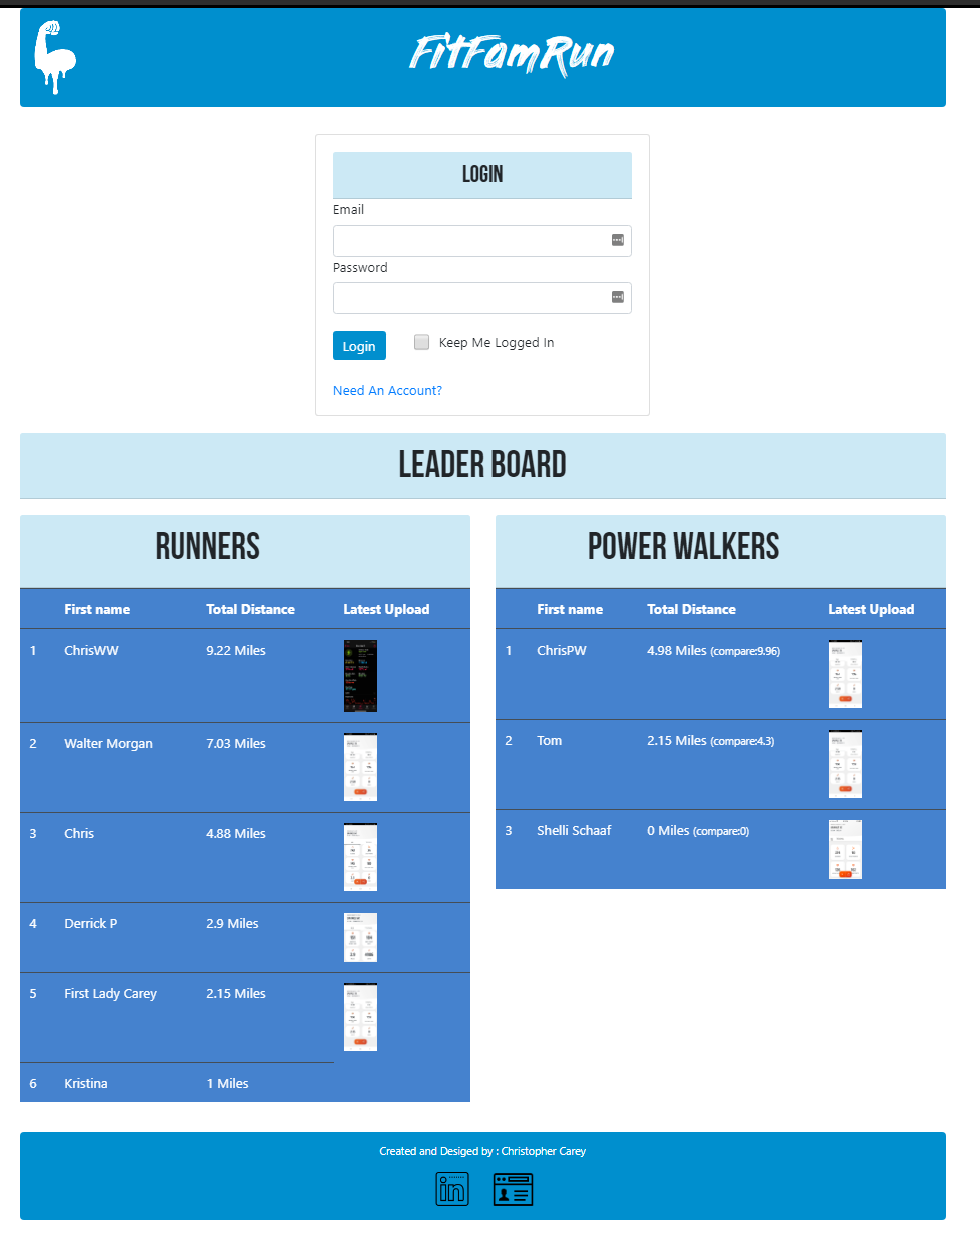 FitFamRun
LOGIN
Email
Password
Login Keep Me Logged In
Need An Account?
LEADER BOARD
RUNNERS
First name Total Distance Latest Upload
1 ChrisWW 9.22 Miles
2 Walter Morgan 7.03 Miles
3 Chris 4.88 Miles
4 Derrick P 2.9 Miles
5 First Lady Carey 2.15 Miles
6 Kristina 1 Miles
POWER WALKERS
First name Total Distance Latest Upload
1 ChrisPW 4.98 Miles (compare:9.96)
2 Tom 2.15 Miles (compare:4.3)
3 Shelli Schaaf 0 Miles (compare:0)
Created and Desiged by : Christopher Carey
in